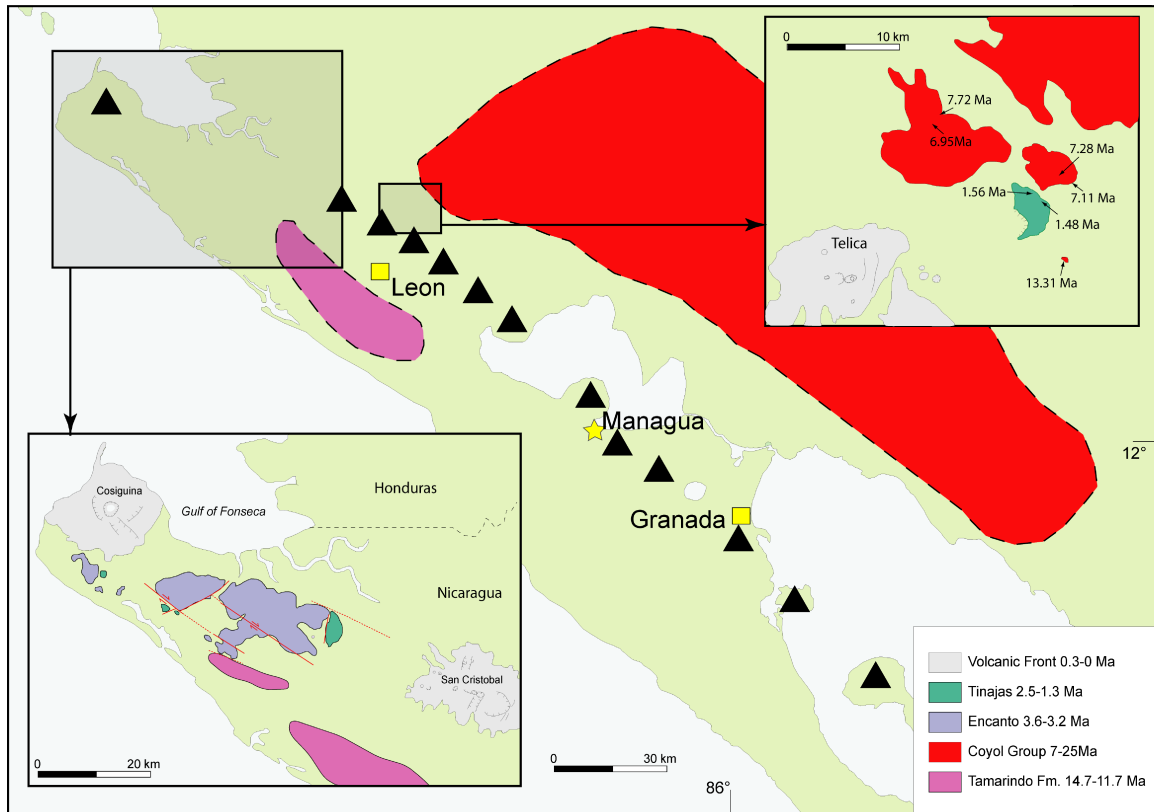 0 10 km
7.72 Ma
6.95Ma
7.28 Ma
1.56 Ma
7.11 Ma
1.48 Ma
Telica
13.31 Ma
Leon
Managua
12°
Granada
Cosiguina
Gulf of Fonseca
Honduras
Nicaragua
San Cristobal
0 20 km
0 30 km
86°
Volcanic Front 0.3-0 Ma
Tinajas 2.5-1.3 Ma
Encanto 3.6-3.2 Ma
Coyol Group 7-25Ma
Tamarindo Fm. 14.7-11.7 Ma